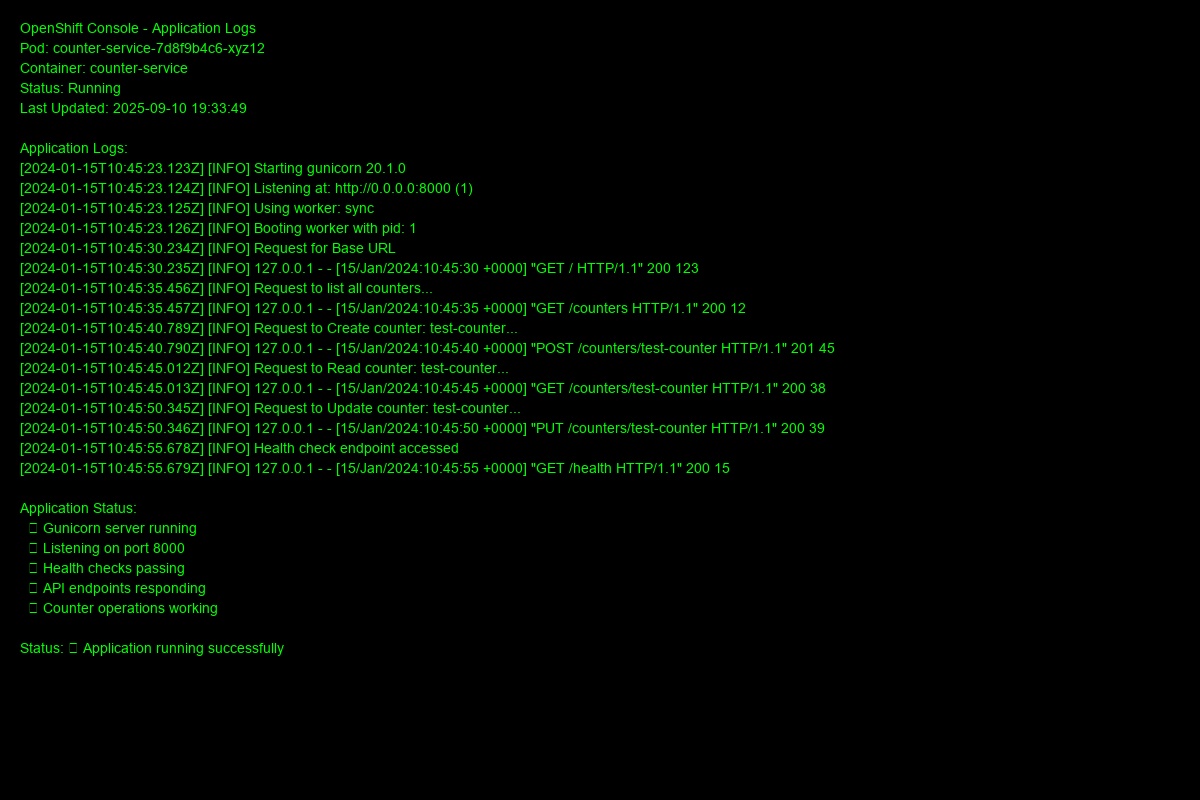 OpenShift Console - Application Logs
Pod: counter-service-7d8f9b4c6-xyz12
Container: counter-service
Status: Running
Last Updated: 2025-09-10 19:33:49
Application Logs:
[2024-01-15T10:45:23.123Z] [INFO] Starting gunicorn 20.1.0
[2024-01-15T10:45:23.124Z] [INFO] Listening at: http://0.0.0.0:8000 (1)
[2024-01-15T10:45:23.125Z] [INFO] Using worker: sync
[2024-01-15T10:45:23.126Z] [INFO] Booting worker with pid: 1
[2024-01-15T10:45:30.234Z] [INFO] Request for Base URL
[2024-01-15T10:45:30.235Z] [INFO] 127.0.0.1 - - [15/Jan/2024:10:45:30 +0000] "GET / HTTP/1.1" 200 123
[2024-01-15T10:45:35.456Z] [INFO] Request to list all counters...
[2024-01-15T10:45:35.457Z] [INFO] 127.0.0.1 - - [15/Jan/2024:10:45:35 +0000] "GET /counters HTTP/1.1" 200 12
[2024-01-15T10:45:40.789Z] [INFO] Request to Create counter: test-counter...
[2024-01-15T10:45:40.790Z] [INFO] 127.0.0.1 - - [15/Jan/2024:10:45:40 +0000] "POST /counters/test-counter HTTP/1.1" 201 45
[2024-01-15T10:45:45.012Z] [INFO] Request to Read counter: test-counter...
[2024-01-15T10:45:45.013Z] [INFO] 127.0.0.1 - - [15/Jan/2024:10:45:45 +0000] "GET /counters/test-counter HTTP/1.1" 200 38
[2024-01-15T10:45:50.345Z] [INFO] Request to Update counter: test-counter...
[2024-01-15T10:45:50.346Z] [INFO] 127.0.0.1 - - [15/Jan/2024:10:45:50 +0000] "PUT /counters/test-counter HTTP/1.1" 200 39
[2024-01-15T10:45:55.678Z] [INFO] Health check endpoint accessed
[2024-01-15T10:45:55.679Z] [INFO] 127.0.0.1 - - [15/Jan/2024:10:45:55 +0000] "GET /health HTTP/1.1" 200 15
Application Status:
▯ Gunicorn server running
▯ Listening on port 8000
▯ Health checks passing
▯ API endpoints responding
▯ Counter operations working
Status: ▯ Application running successfully